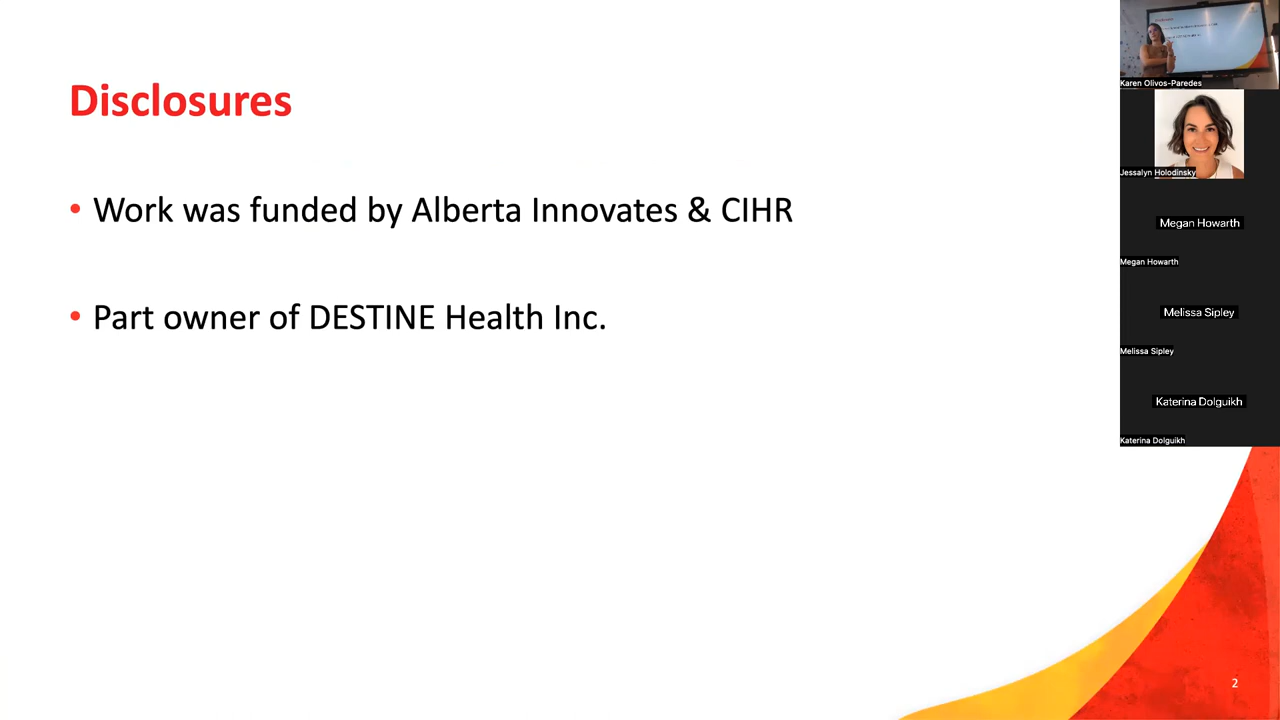 Disclosures
• Work was funded by Alberta Innovates & CIHR
• Part owner of DESTINE Health Inc.
Karen Olivos-Paredes
Jessalyn Holodinsky
Megan Howarth
Megan Howarth
Melissa Sipley
Melissa Sipley
Katerina Dolguikh
Katerina Dolguikh
2